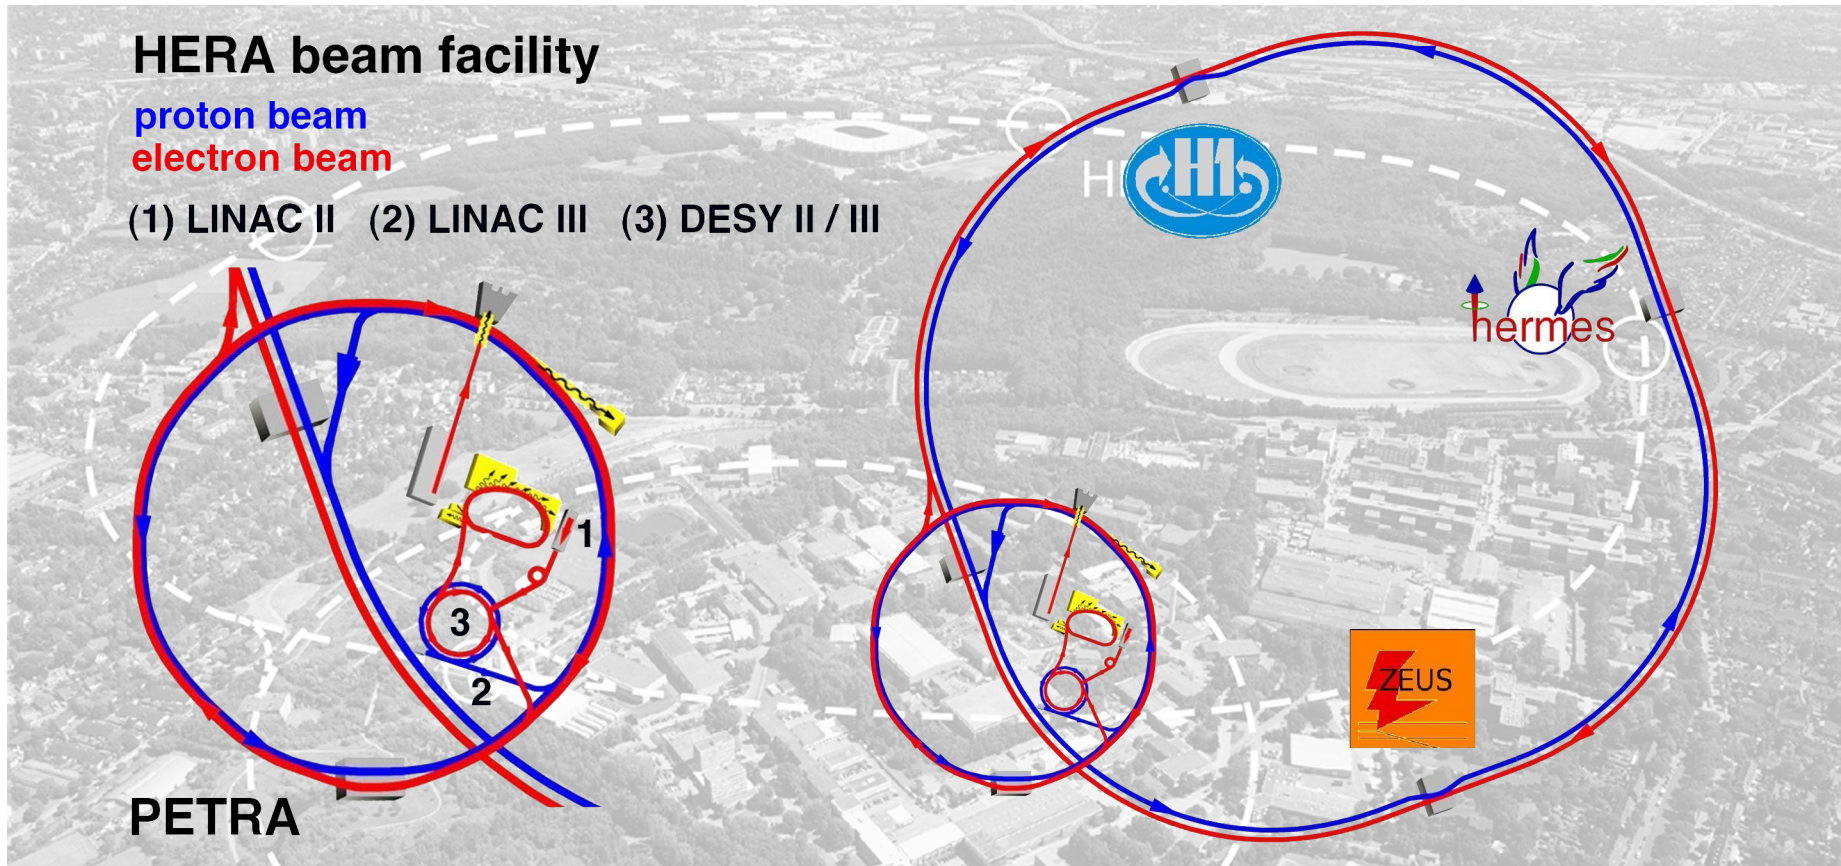 HERA beam facility
proton beam
electron beam
(1) LINAC II (2) LINAC III (3) DESY II / III
H1
hermes
1
3
2
ZEUS
PETRA